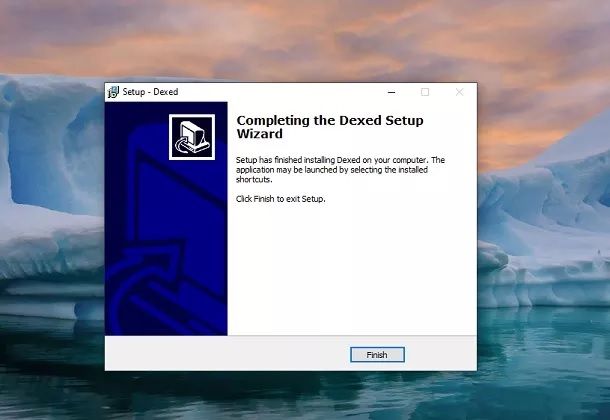 Setup - Dexed
Completing the Dexed Setup
Wizard
Setup has finished installing Dexed on your computer. The
application may be launched by selecting the installed
shortcuts.
Click Finish to exit Setup.
Finish